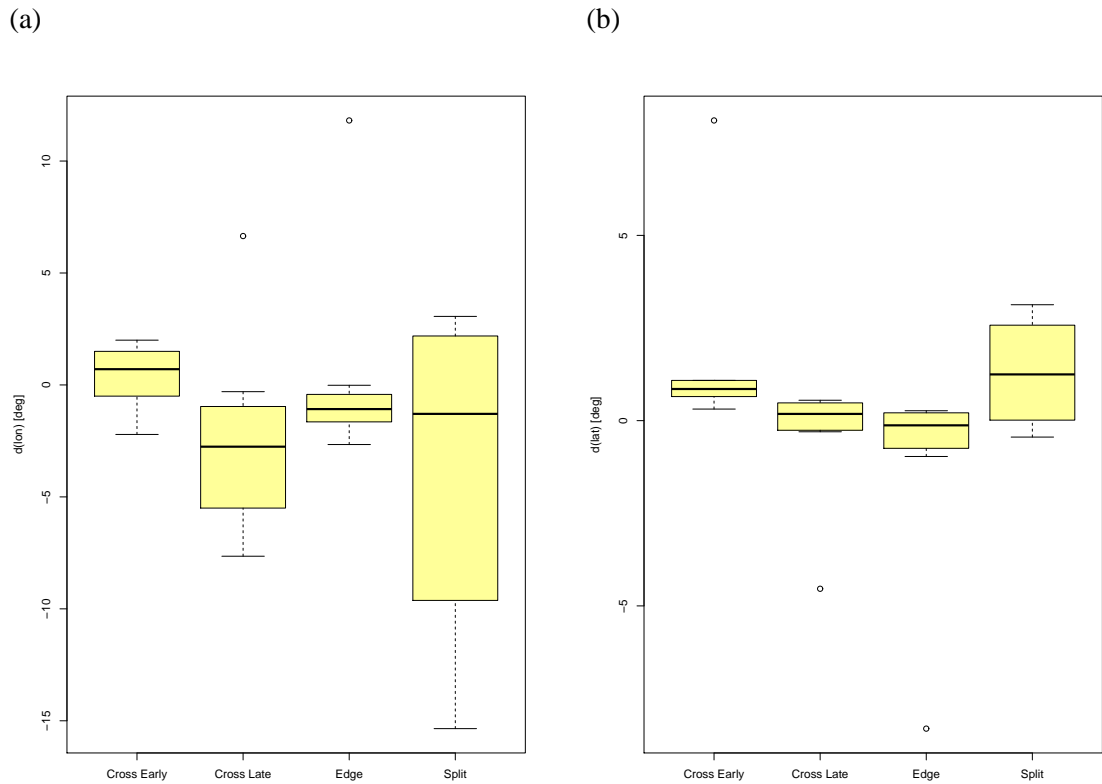 (a)
(b)
d(lon) [deg]
10
5
0
−5
−10
−15
Cross Early Cross Late Edge Split
d(lat) [deg]
5
0
−5
Cross Early Cross Late Edge Split